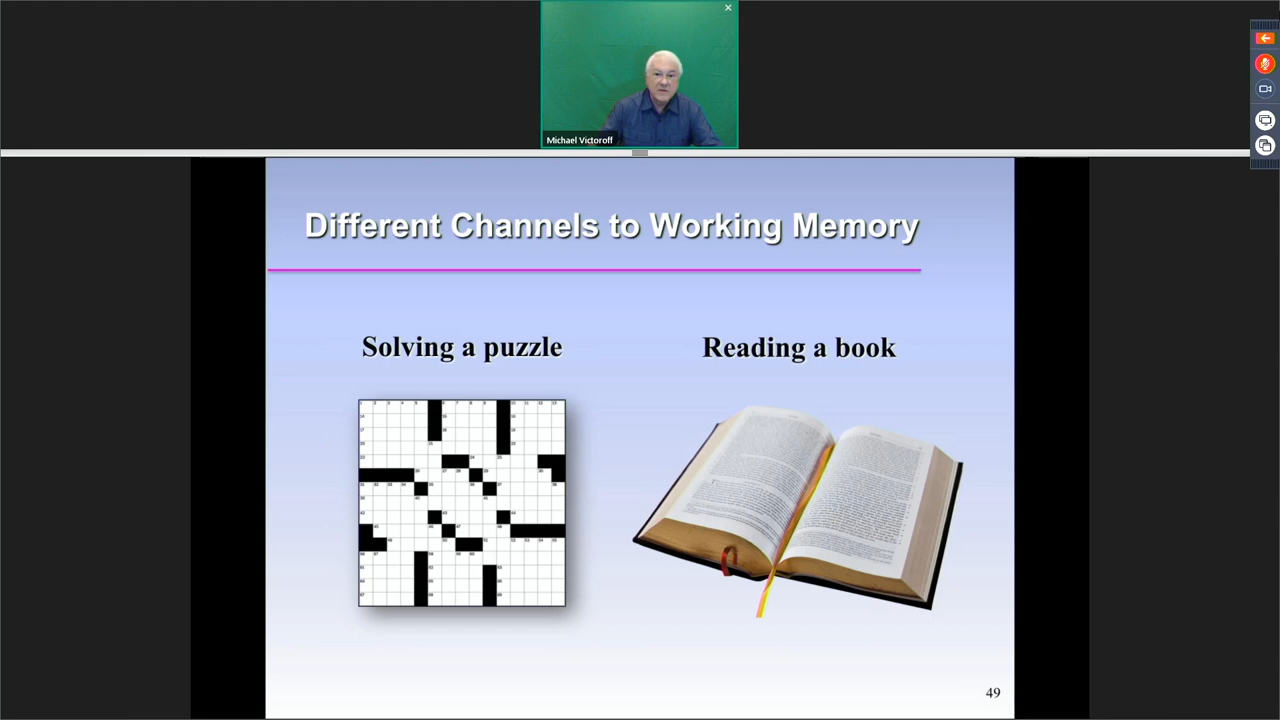 Michael Victoroff
Different Channels to Working Memory
Solving a puzzle
Reading a book
49